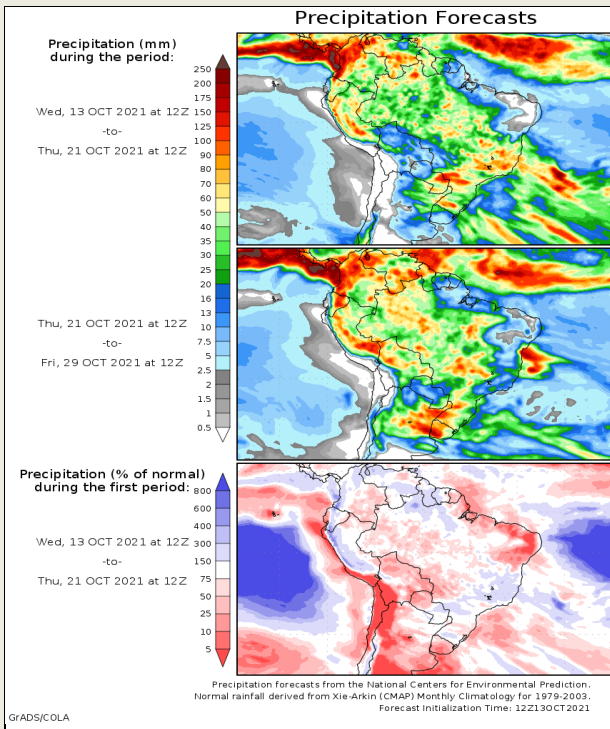 Precipitation Forecasts
Precipitation (mm)
during the period:
Wed, 13 OCT 2021 at 12Z
-to-
Thu, 21 OCT 2021 at 12Z
250
200
175
150
125
100
90
80
70
60
50
40
35
30
25
20
16
13
10
7.5
5
2.5
2
1.5
1
0.5
Thu, 21 OCT 2021 at 12Z
-to-
Fri, 29 OCT 2021 at 12Z
Precipitation (% of normal)
during the first period:
Wed, 13 OCT 2021 at 12Z
-to-
Thu, 21 OCT 2021 at 12Z
800
600
400
300
150
75
50
25
10
5
Precipitation forecasts from the National Centers for Environmental Prediction.
Normal rainfall derived from Xie-Arkin (CMAP) Monthly Climatology for 1979-2003.
Forecast Initialization Time: 12Z13OCT2021
GrADS/COLA